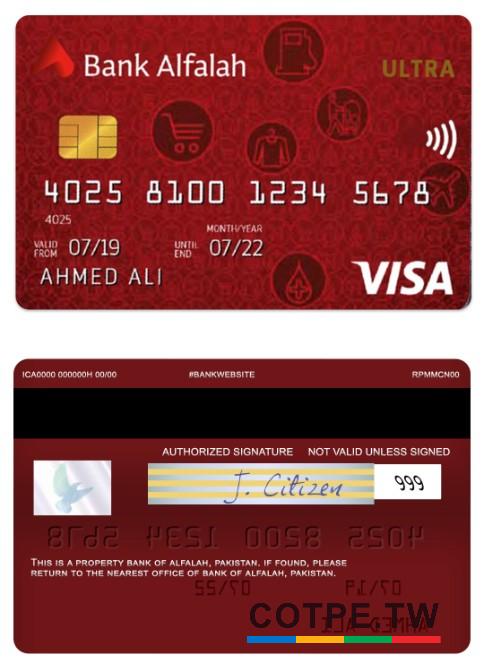 Bank Alfalah
ULTRA
4025 8100 1234 5678
4025
MONTH/YEAR
VALID FROM 07/19 UNTIL END 07/22
AHMED ALI
VISA
ICA0000 000000H 00/00 #BANKWEBSITE RPMMCN00
AUTHORIZED SIGNATURE NOT VALID UNLESS SIGNED
J. Citizen 999
THIS IS A PROPERTY BANK OF ALFALAH, PAKISTAN. IF FOUND, PLEASE
RETURN TO THE NEAREST OFFICE OF BANK OF ALFALAH, PAKISTAN.
COTPE.TW